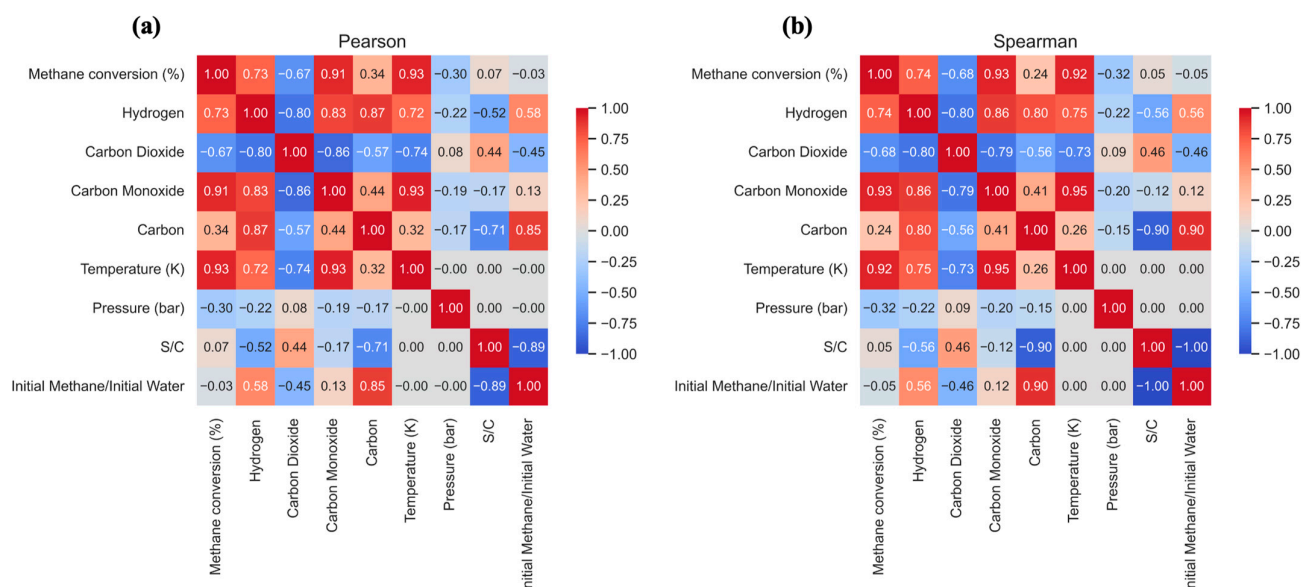 (a)
Pearson
Methane conversion (%) 1.00 0.73 −0.67 0.91 0.34 0.93 −0.30 0.07 −0.03
Hydrogen 0.73 1.00 −0.80 0.83 0.87 0.72 −0.22 −0.52 0.58
Carbon Dioxide −0.67 −0.80 1.00 −0.86 −0.57 −0.74 0.08 0.44 −0.45
Carbon Monoxide 0.91 0.83 −0.86 1.00 0.44 0.93 −0.19 −0.17 0.13
Carbon 0.34 0.87 −0.57 0.44 1.00 0.32 −0.17 −0.71 0.85
Temperature (K) 0.93 0.72 −0.74 0.93 0.32 1.00 −0.00 0.00 −0.00
Pressure (bar) −0.30 −0.22 0.08 −0.19 −0.17 −0.00 1.00 0.00 −0.00
S/C 0.07 −0.52 0.44 −0.17 −0.71 0.00 0.00 1.00 −0.89
Initial Methane/Initial Water −0.03 0.58 −0.45 0.13 0.85 −0.00 −0.00 −0.89 1.00
Methane conversion (%)
Hydrogen
Carbon Dioxide
Carbon Monoxide
Carbon
Temperature (K)
Pressure (bar)
S/C
Initial Methane/Initial Water
1.00
0.75
0.50
0.25
0.00
−0.25
−0.50
−0.75
−1.00
(b)
Spearman
Methane conversion (%) 1.00 0.74 −0.68 0.93 0.24 0.92 −0.32 0.05 −0.05
Hydrogen 0.74 1.00 −0.80 0.86 0.80 0.75 −0.22 −0.56 0.56
Carbon Dioxide −0.68 −0.80 1.00 −0.79 −0.56 −0.73 0.09 0.46 −0.46
Carbon Monoxide 0.93 0.86 −0.79 1.00 0.41 0.95 −0.20 −0.12 0.12
Carbon 0.24 0.80 −0.56 0.41 1.00 0.26 −0.15 −0.90 0.90
Temperature (K) 0.92 0.75 −0.73 0.95 0.26 1.00 0.00 0.00 0.00
Pressure (bar) −0.32 −0.22 0.09 −0.20 −0.15 0.00 1.00 0.00 0.00
S/C 0.05 −0.56 0.46 −0.12 −0.90 0.00 0.00 1.00 −1.00
Initial Methane/Initial Water −0.05 0.56 −0.46 0.12 0.90 0.00 0.00 −1.00 1.00
Methane conversion (%)
Hydrogen
Carbon Dioxide
Carbon Monoxide
Carbon
Temperature (K)
Pressure (bar)
S/C
Initial Methane/Initial Water
1.00
0.75
0.50
0.25
0.00
−0.25
−0.50
−0.75
−1.00